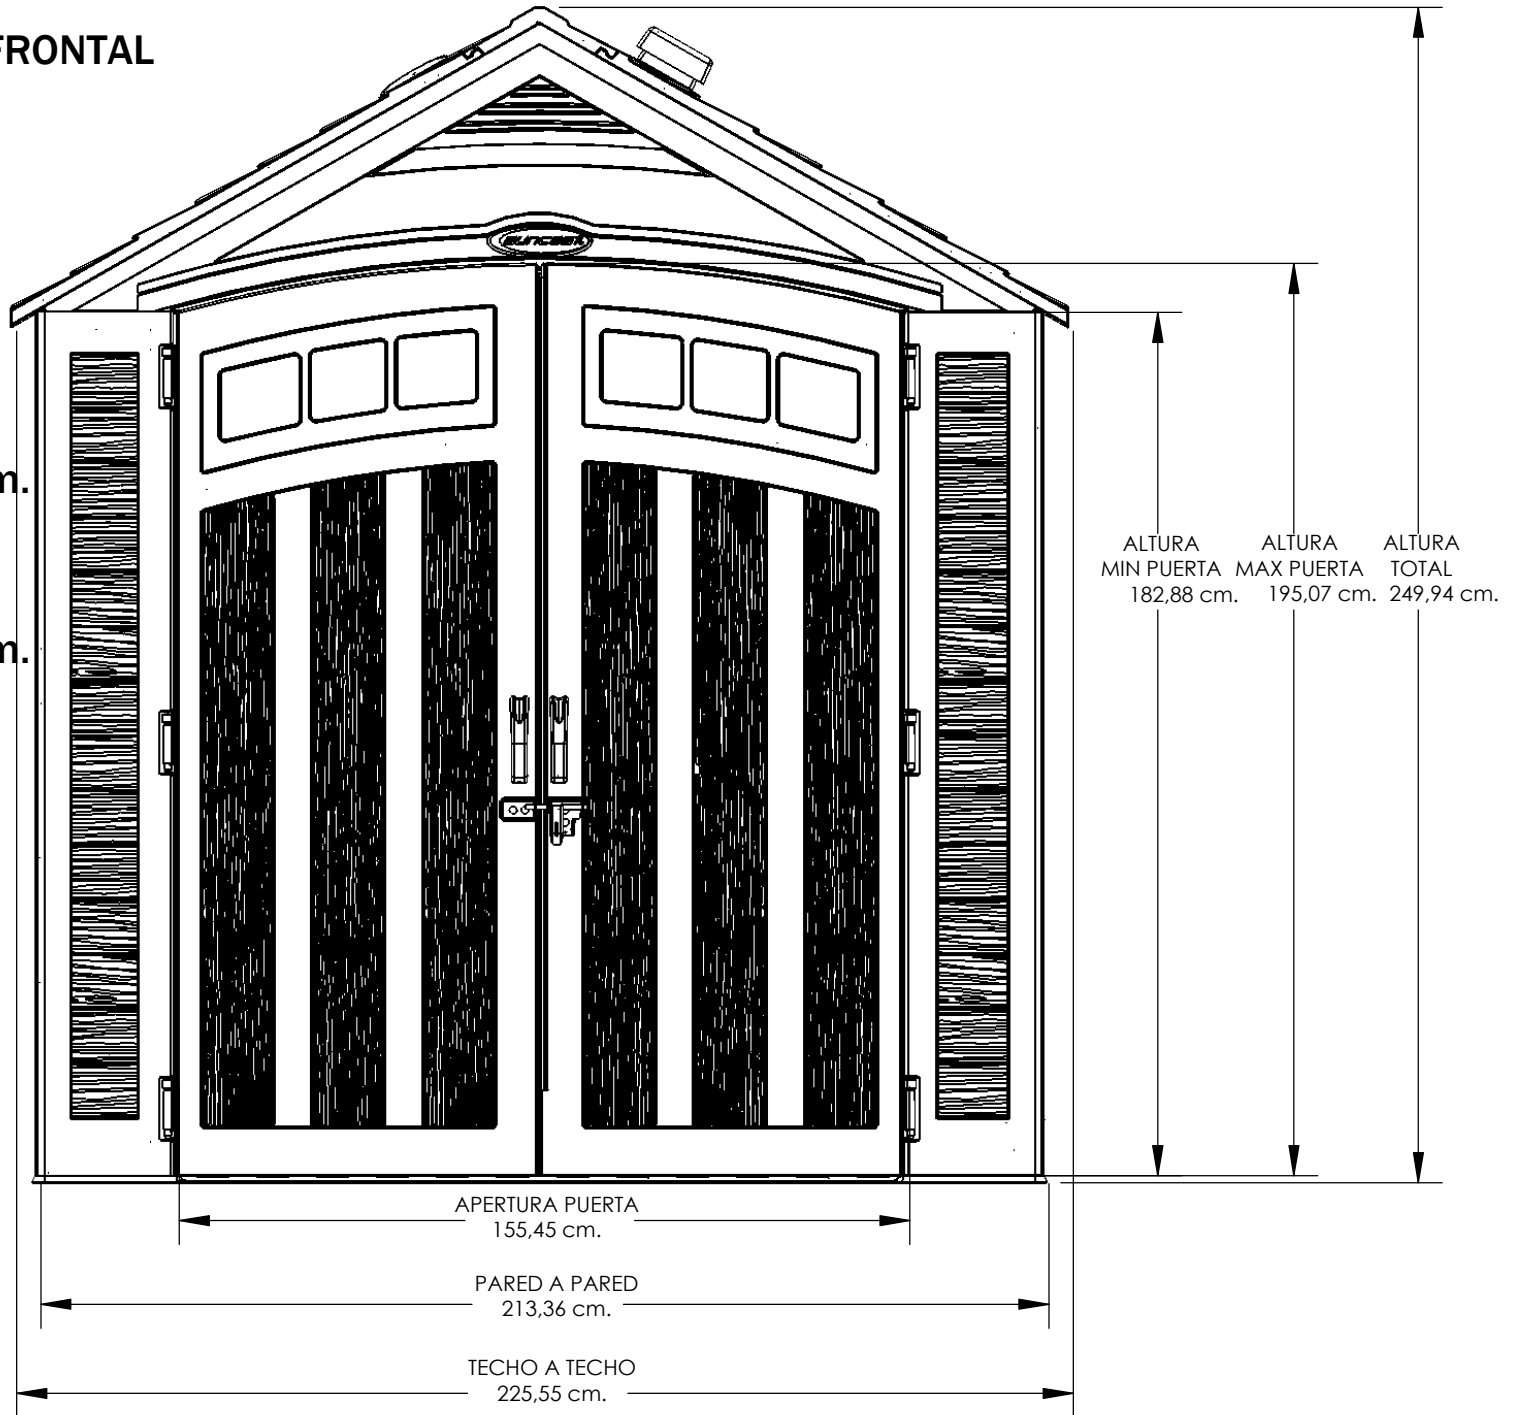 FRONTAL
suncast
m.
m.
ALTURA
MIN PUERTA
182,88 cm.
ALTURA
MAX PUERTA
195,07 cm.
ALTURA
TOTAL
249,94 cm.
APERTURA PUERTA
155,45 cm.
PARED A PARED
213,36 cm.
TECHO A TECHO
225,55 cm.